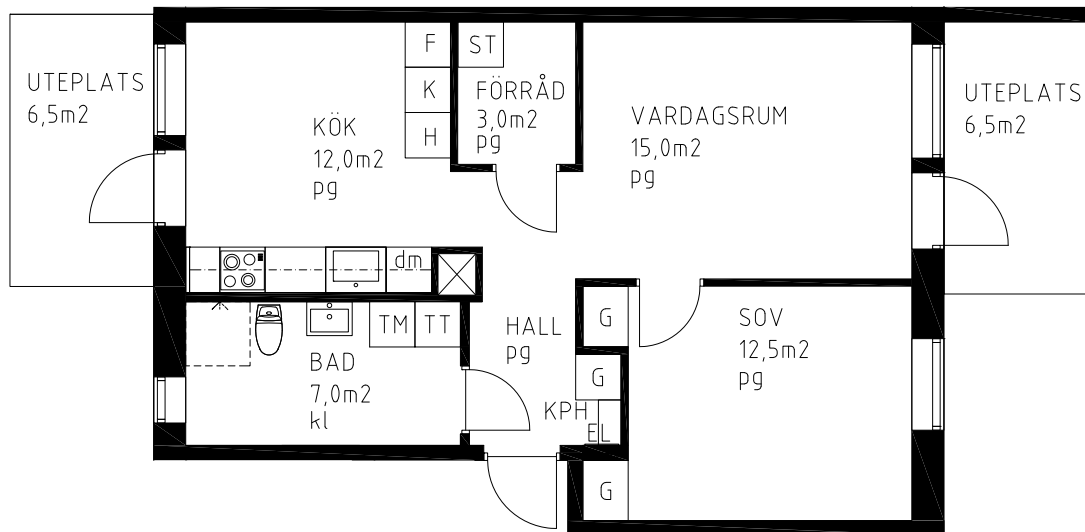 UTEPLATS
6,5m2
KÖK
12,0m2
pg
F
K
H
ST
FÖRRÅD
3,0m2
pg
VARDAGSRUM
15,0m2
pg
UTEPLATS
6,5m2
dm
TM
TT
BAD
7,0m2
kl
HALL
pg
G
G
KPH
EL
G
SOV
12,5m2
pg